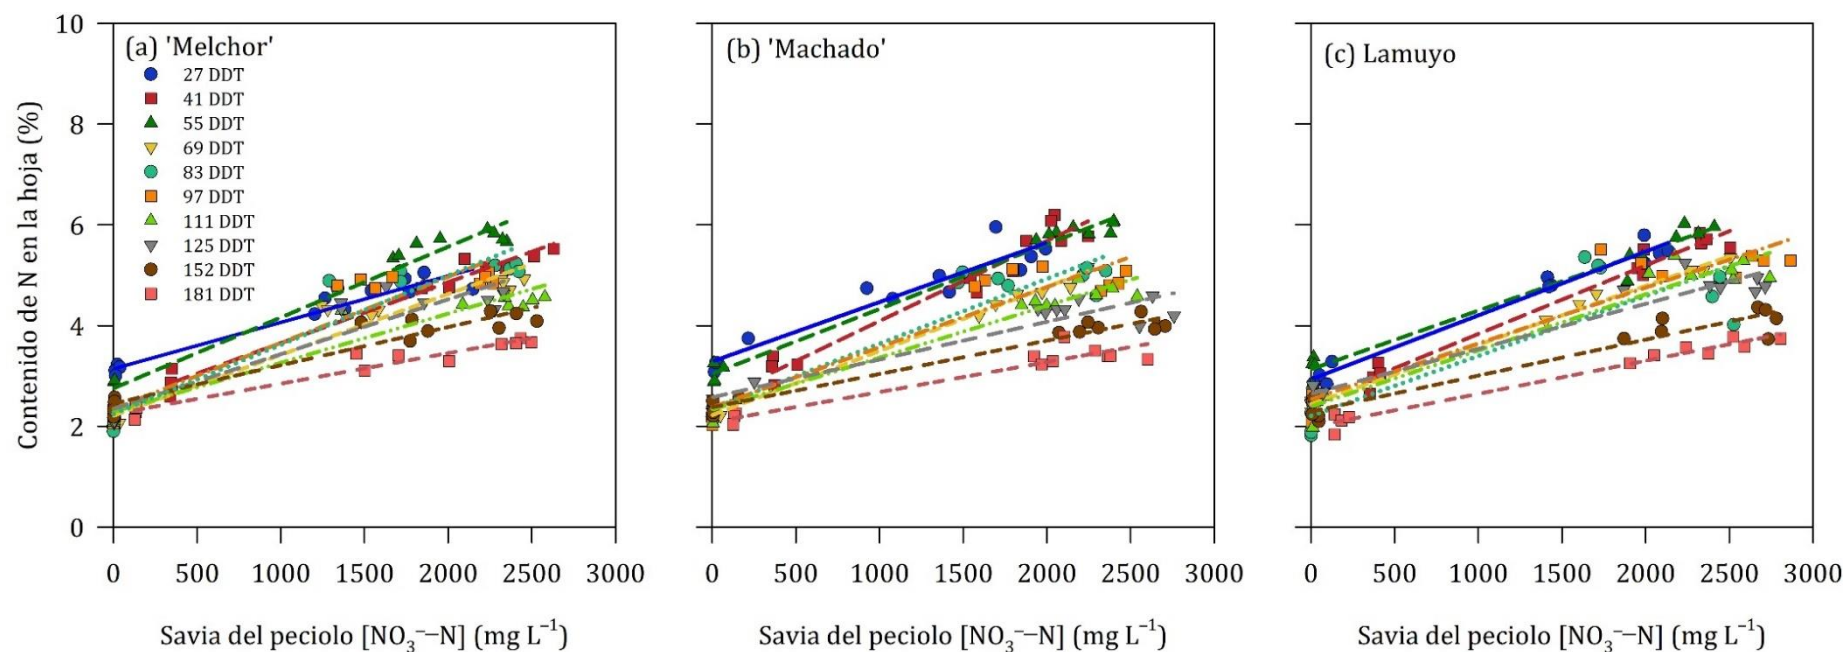 Contenido de N en la hoja (%)
10
8
6
4
2
0
(a) 'Melchor'
27 DDT
41 DDT
55 DDT
69 DDT
83 DDT
97 DDT
111 DDT
125 DDT
152 DDT
181 DDT
0 500 1000 1500 2000 2500 3000
Savia del peciolo [NO₃⁻–N] (mg L⁻¹)
(b) 'Machado'
0 500 1000 1500 2000 2500 3000
Savia del peciolo [NO₃⁻–N] (mg L⁻¹)
(c) Lamuyo
0 500 1000 1500 2000 2500 3000
Savia del peciolo [NO₃⁻–N] (mg L⁻¹)